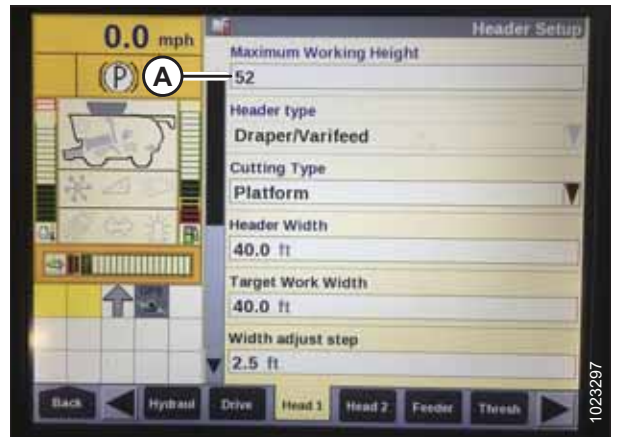 0.0 mph
Header Setup
Maximum Working Height
(P)
A
52
Header type
Draper/Varifeed
Cutting Type
Platform
Header Width
40.0 ft
Target Work Width
40.0 ft
Width adjust step
2.5 ft
Back
Hydraul
Drive
Head 1
Head 2
Feeder
Thresh
1023297